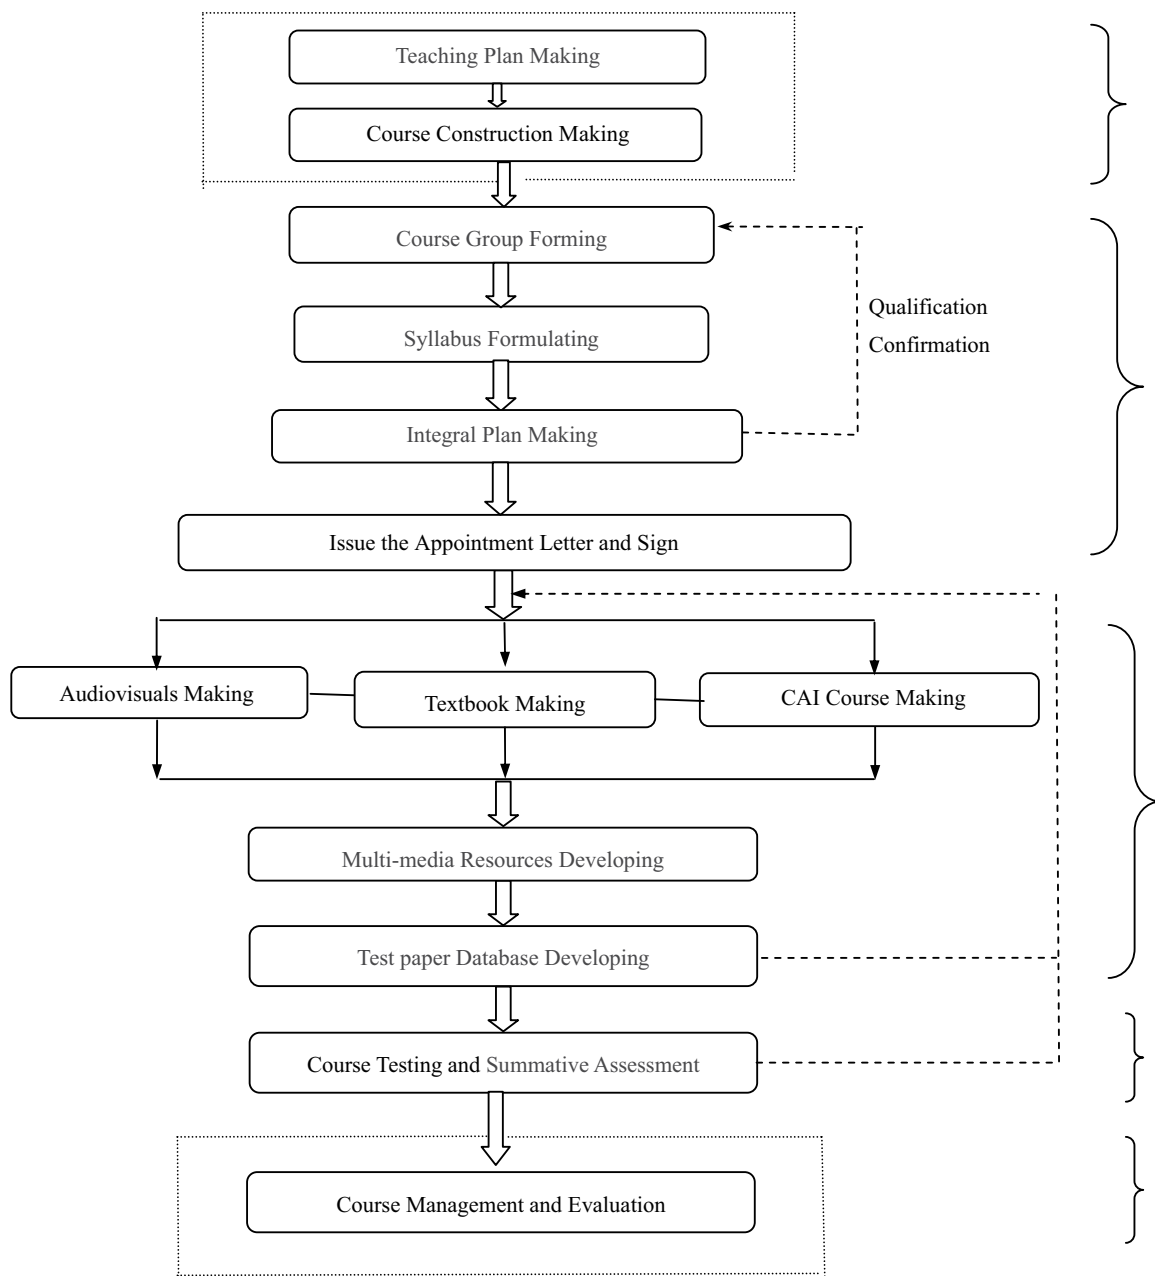 Teaching Plan Making
Course Construction Making
Course Group Forming
Qualification
Syllabus Formulating
Confirmation
Integral Plan Making
Issue the Appointment Letter and Sign
Audiovisuals Making
Textbook Making
CAI Course Making
Multi-media Resources Developing
Test paper Database Developing
Course Testing and Summative Assessment
Course Management and Evaluation